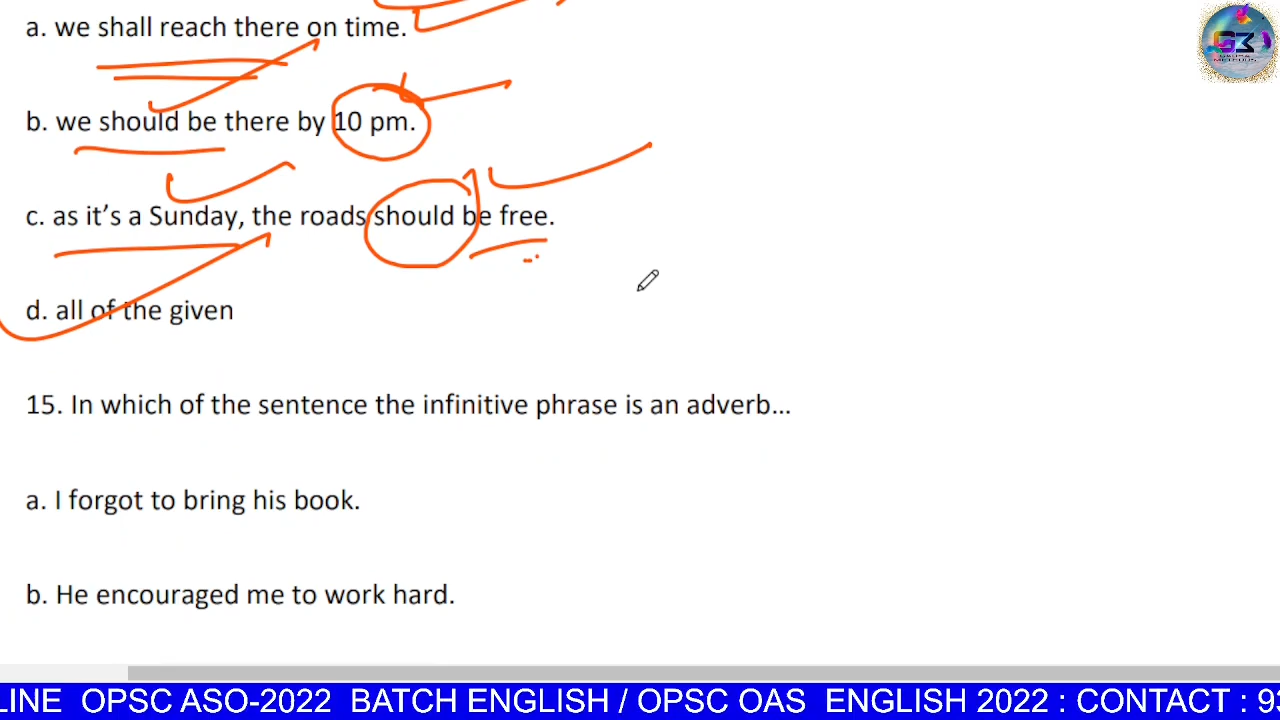 a. we shall reach there on time.
b. we should be there by 10 pm.
c. as it’s a Sunday, the roads should be free.
d. all of the given
15. In which of the sentence the infinitive phrase is an adverb...
a. I forgot to bring his book.
b. He encouraged me to work hard.
LINE OPSC ASO-2022 BATCH ENGLISH / OPSC OAS ENGLISH 2022 : CONTACT : 93